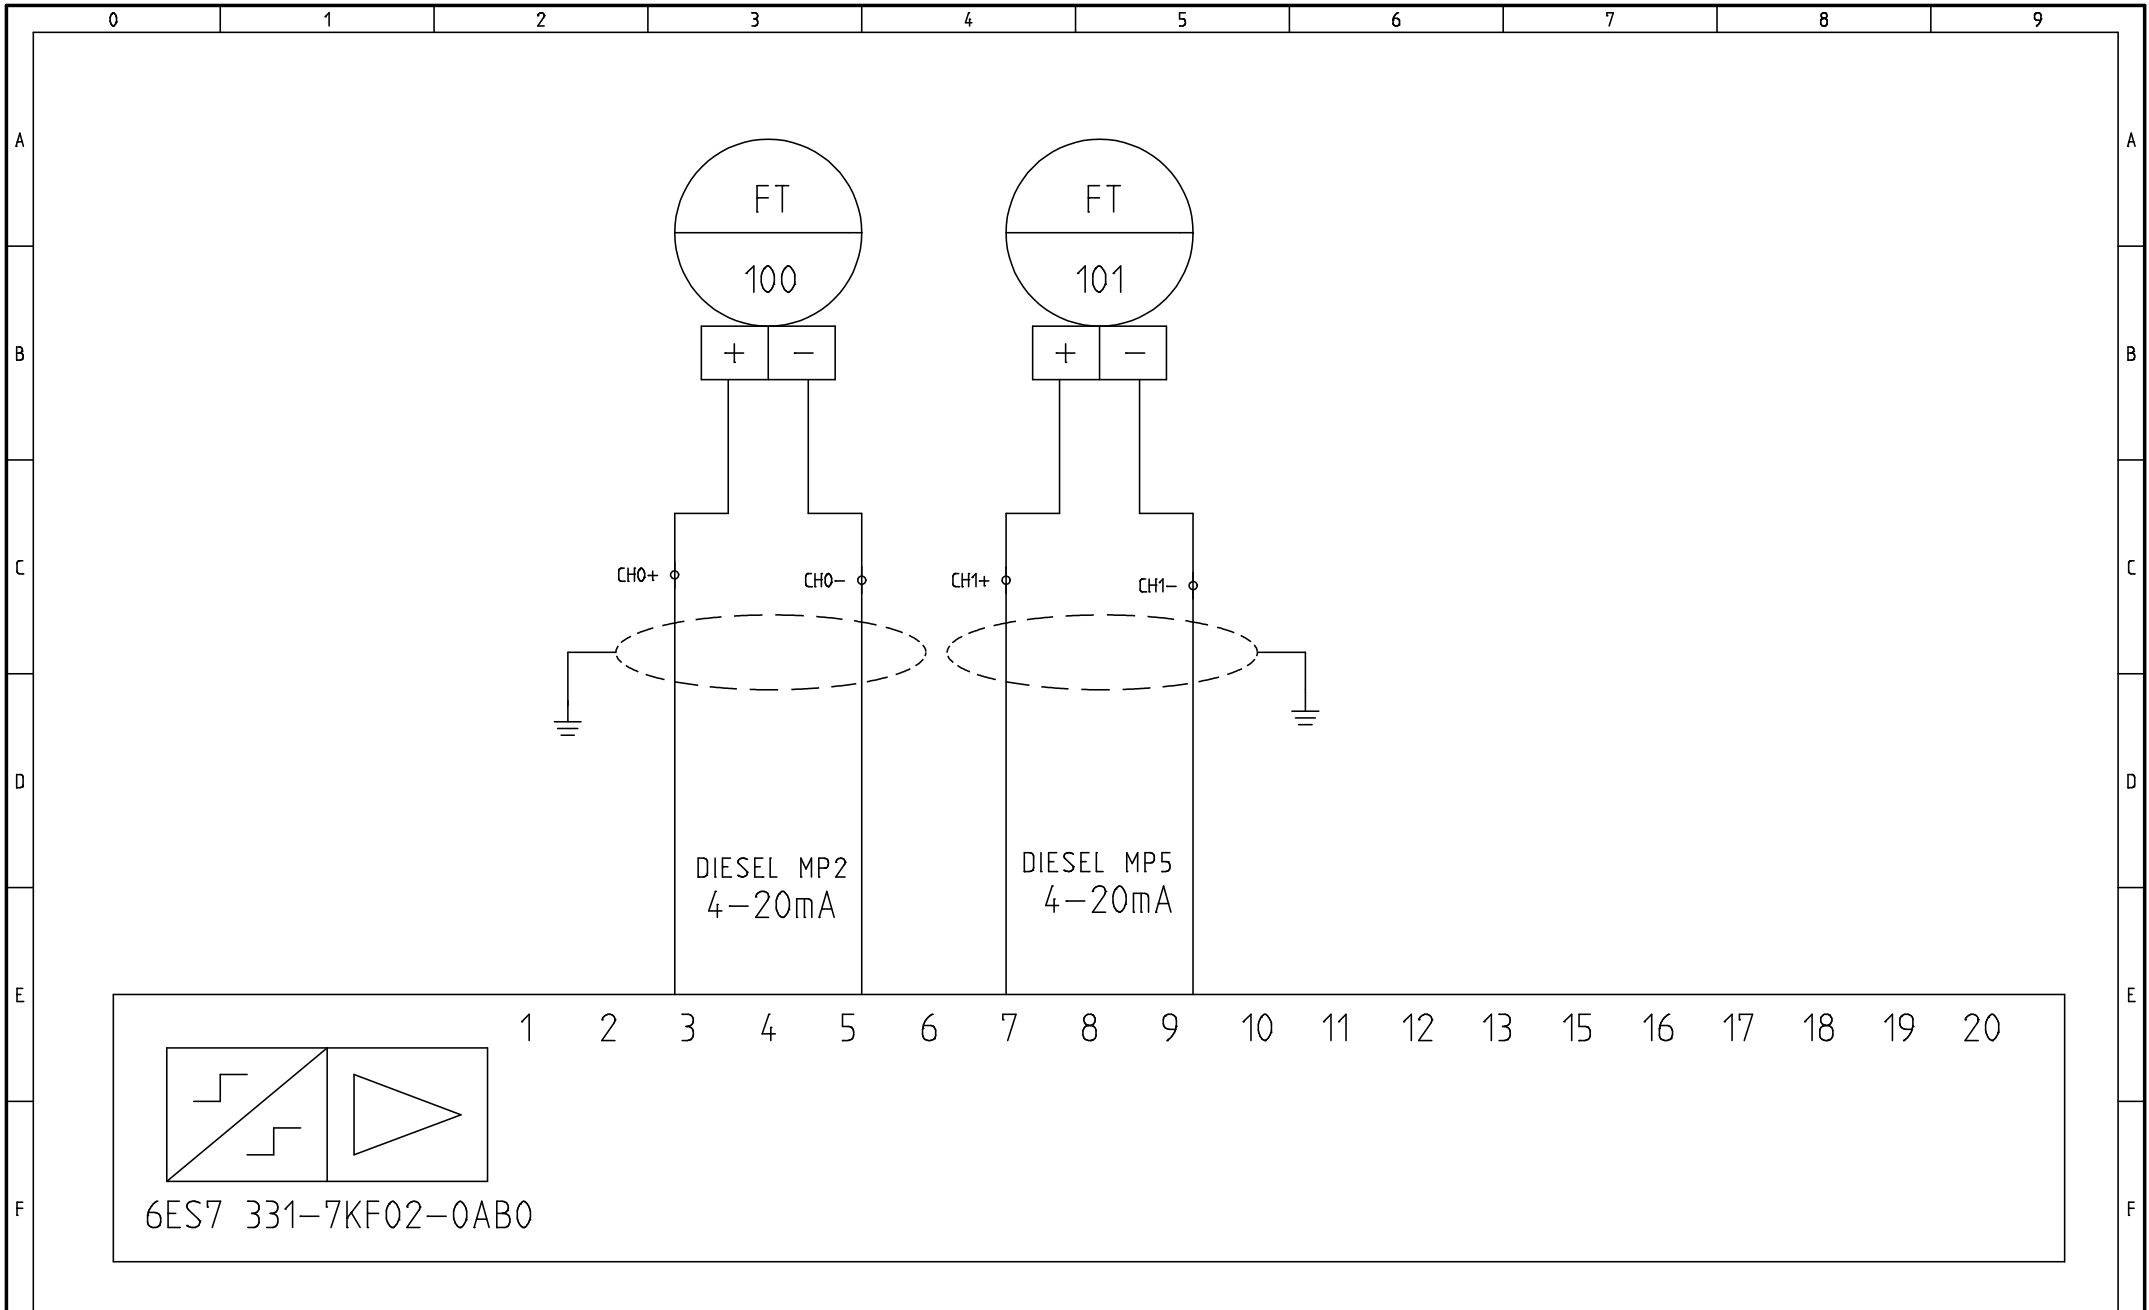 0 1 2 3 4 5 6 7 8 9
A A
FT FT
100 101
B + - + - B
C C
CH0+ CH0- CH1+ CH1-
D D
DIESEL MP2 DIESEL MP5
4-20mA 4-20mA
E E
1 2 3 4 5 6 7 8 9 10 11 12 13 15 16 17 18 19 20
6ES7 331-7KF02-0AB0
F F